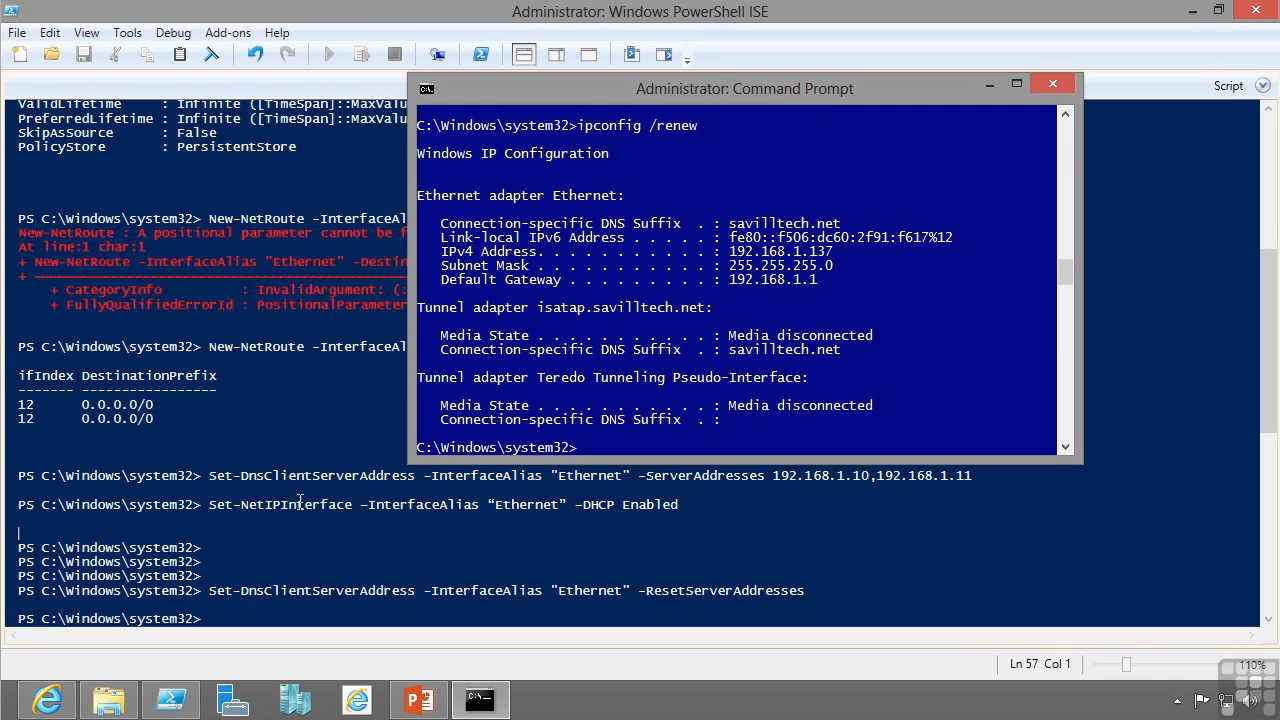 Administrator: Windows PowerShell ISE
File Edit View Tools Debug Add-ons Help
Script
ValidLifetime : Infinite ([TimeSpan]::MaxValu
PreferredLifetime : Infinite ([TimeSpan]::MaxValu
SkipAsSource : False
PolicyStore : PersistentStore
PS C:\Windows\system32> New-NetRoute -InterfaceAl
New-NetRoute : A positional parameter cannot be f
At line:1 char:1
+ New-NetRoute -InterfaceAlias "Ethernet" -Destin
+ ~~~~~~~~~~~~~~~~~~~~~~~~~~~~~~~~~~~~~~~~~~~~~~~
+ CategoryInfo : InvalidArgument: (:
+ FullyQualifiedErrorId : PositionalParameter
PS C:\Windows\system32> New-NetRoute -InterfaceAl
ifIndex DestinationPrefix
------- -----------------
12 0.0.0.0/0
12 0.0.0.0/0
PS C:\Windows\system32> Set-DnsClientServerAddress -InterfaceAlias "Ethernet" -ServerAddresses 192.168.1.10,192.168.1.11
PS C:\Windows\system32> Set-NetIPInterface –InterfaceAlias “Ethernet” –DHCP Enabled
PS C:\Windows\system32>
PS C:\Windows\system32>
PS C:\Windows\system32>
PS C:\Windows\system32> Set-DnsClientServerAddress -InterfaceAlias "Ethernet" -ResetServerAddresses
PS C:\Windows\system32>
Administrator: Command Prompt
C:\Windows\system32>ipconfig /renew
Windows IP Configuration
Ethernet adapter Ethernet:
Connection-specific DNS Suffix . : savilltech.net
Link-local IPv6 Address . . . . . : fe80::f506:dc60:2f91:f617%12
IPv4 Address. . . . . . . . . . . : 192.168.1.137
Subnet Mask . . . . . . . . . . . : 255.255.255.0
Default Gateway . . . . . . . . . : 192.168.1.1
Tunnel adapter isatap.savilltech.net:
Media State . . . . . . . . . . . : Media disconnected
Connection-specific DNS Suffix . : savilltech.net
Tunnel adapter Teredo Tunneling Pseudo-Interface:
Media State . . . . . . . . . . . : Media disconnected
Connection-specific DNS Suffix . :
C:\Windows\system32>
Ln 57 Col 1
110%